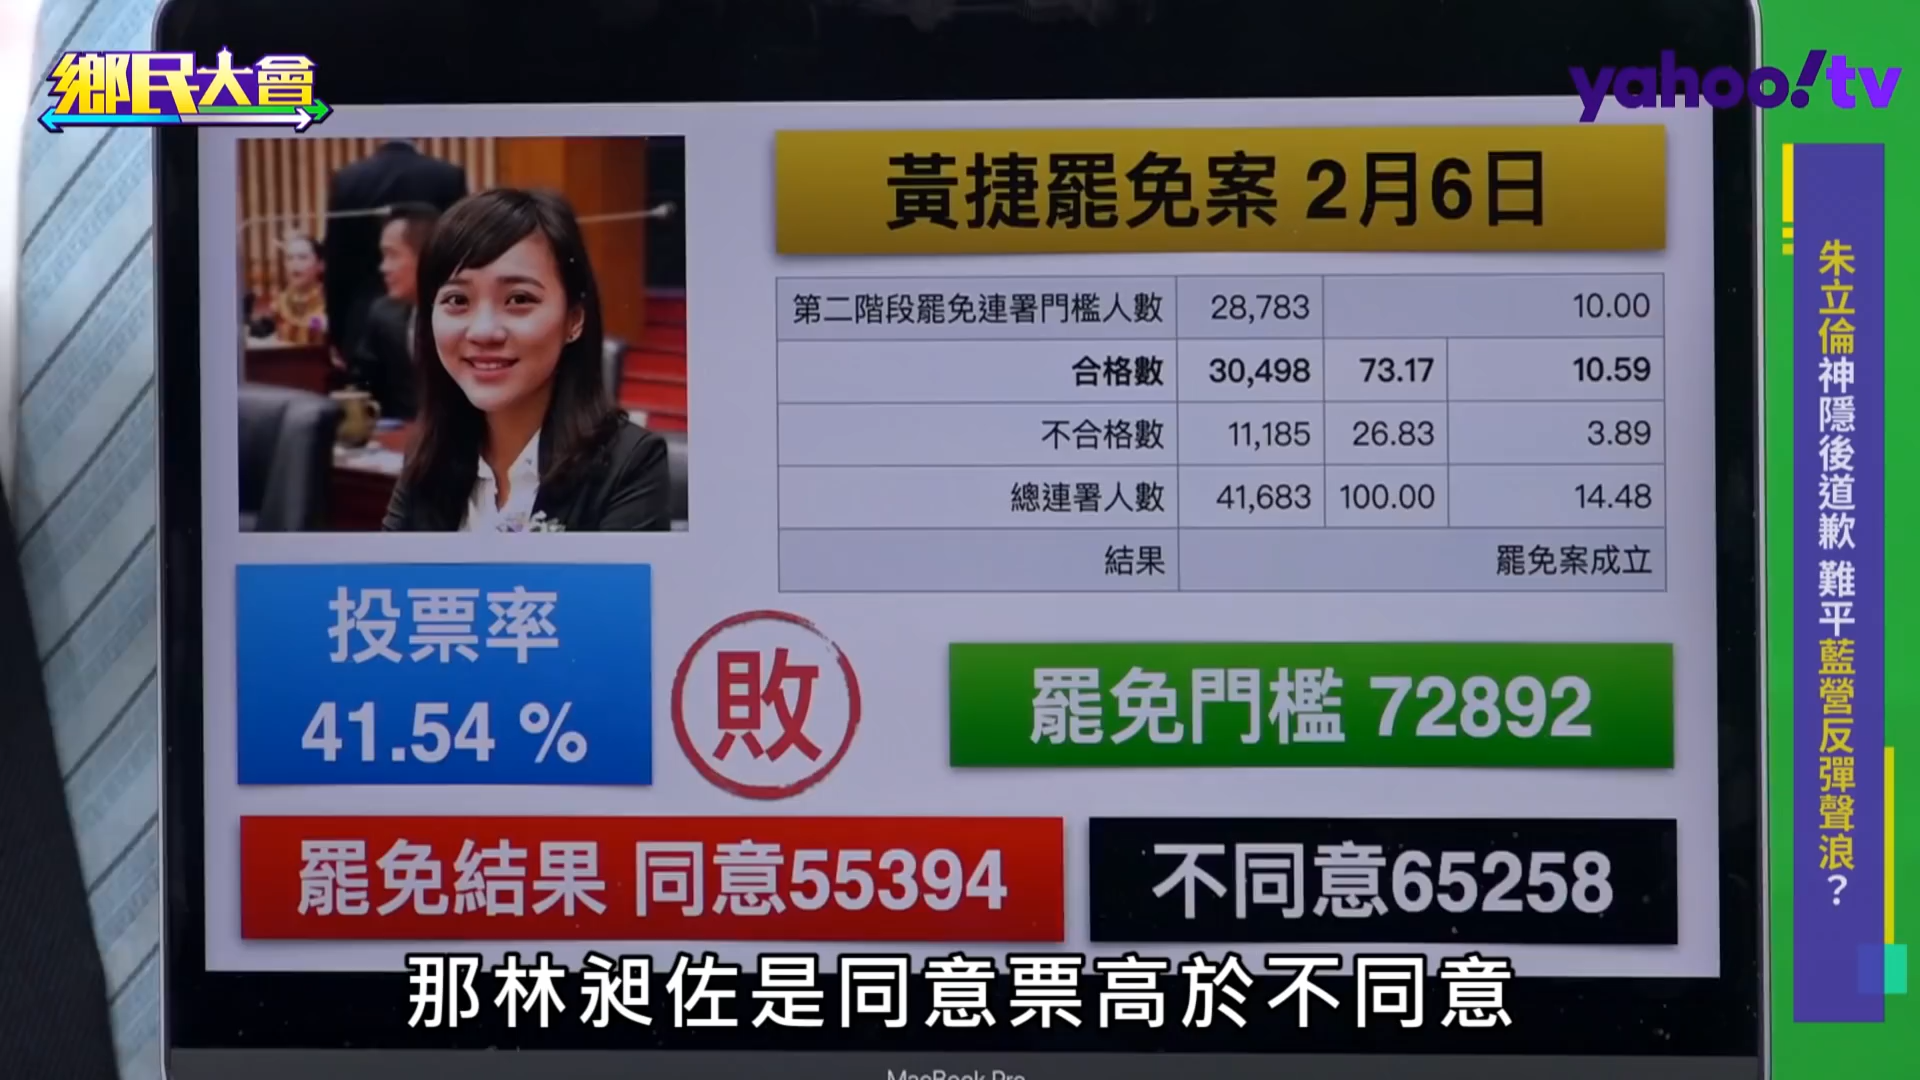 鄉民大會
yahoo!tv
黃捷罷免案 2月6日
第二階段罷免連署門檻人數 28,783 10.00
合格數 30,498 73.17 10.59
不合格數 11,185 26.83 3.89
總連署人數 41,683 100.00 14.48
結果 罷免案成立
投票率
41.54 %
敗
罷免門檻 72892
罷免結果 同意55394
不同意65258
朱立倫神隱後道歉 難平藍營反彈聲浪?
那林昶佐是同意票高於不同意
MacBook Pro